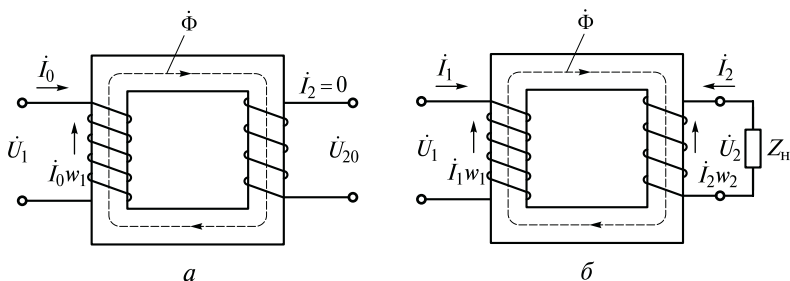 Φ̇
İ₀
İ₂ = 0
U̇₁
İ₀w₁
U̇₂₀
а
Φ̇
İ₁
İ₂
U̇₁
İ₁w₁
U̇₂
Zн
İ₂w₂
б